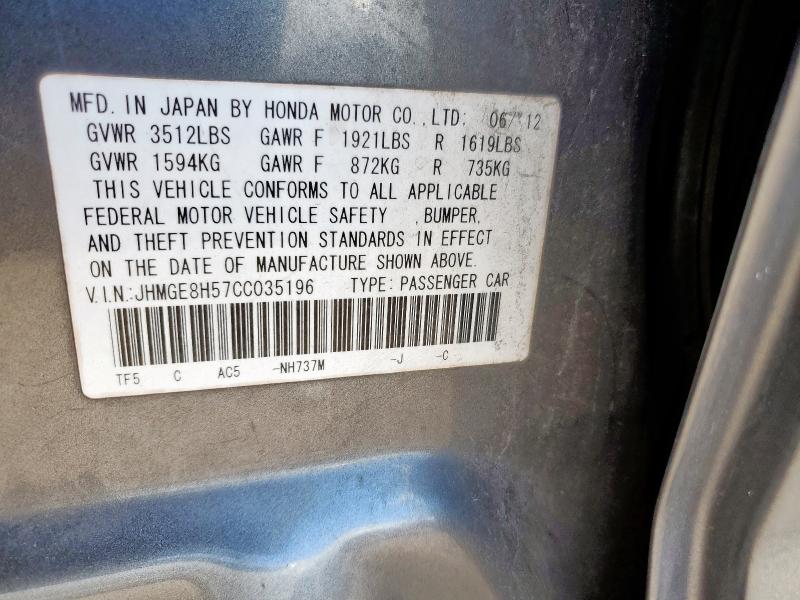 MFD. IN JAPAN BY HONDA MOTOR CO., LTD: 06/12
GVWR 3512LBS GAWR F 1921LBS R 1619LBS
GVWR 1594KG GAWR F 872KG R 735KG
THIS VEHICLE CONFORMS TO ALL APPLICABLE
FEDERAL MOTOR VEHICLE SAFETY , BUMPER,
AND THEFT PREVENTION STANDARDS IN EFFECT
ON THE DATE OF MANUFACTURE SHOWN ABOVE.
V.I.N.:JHMGE8H57CC035196 TYPE: PASSENGER CAR
TF5 C AC5 -NH737M -J -C